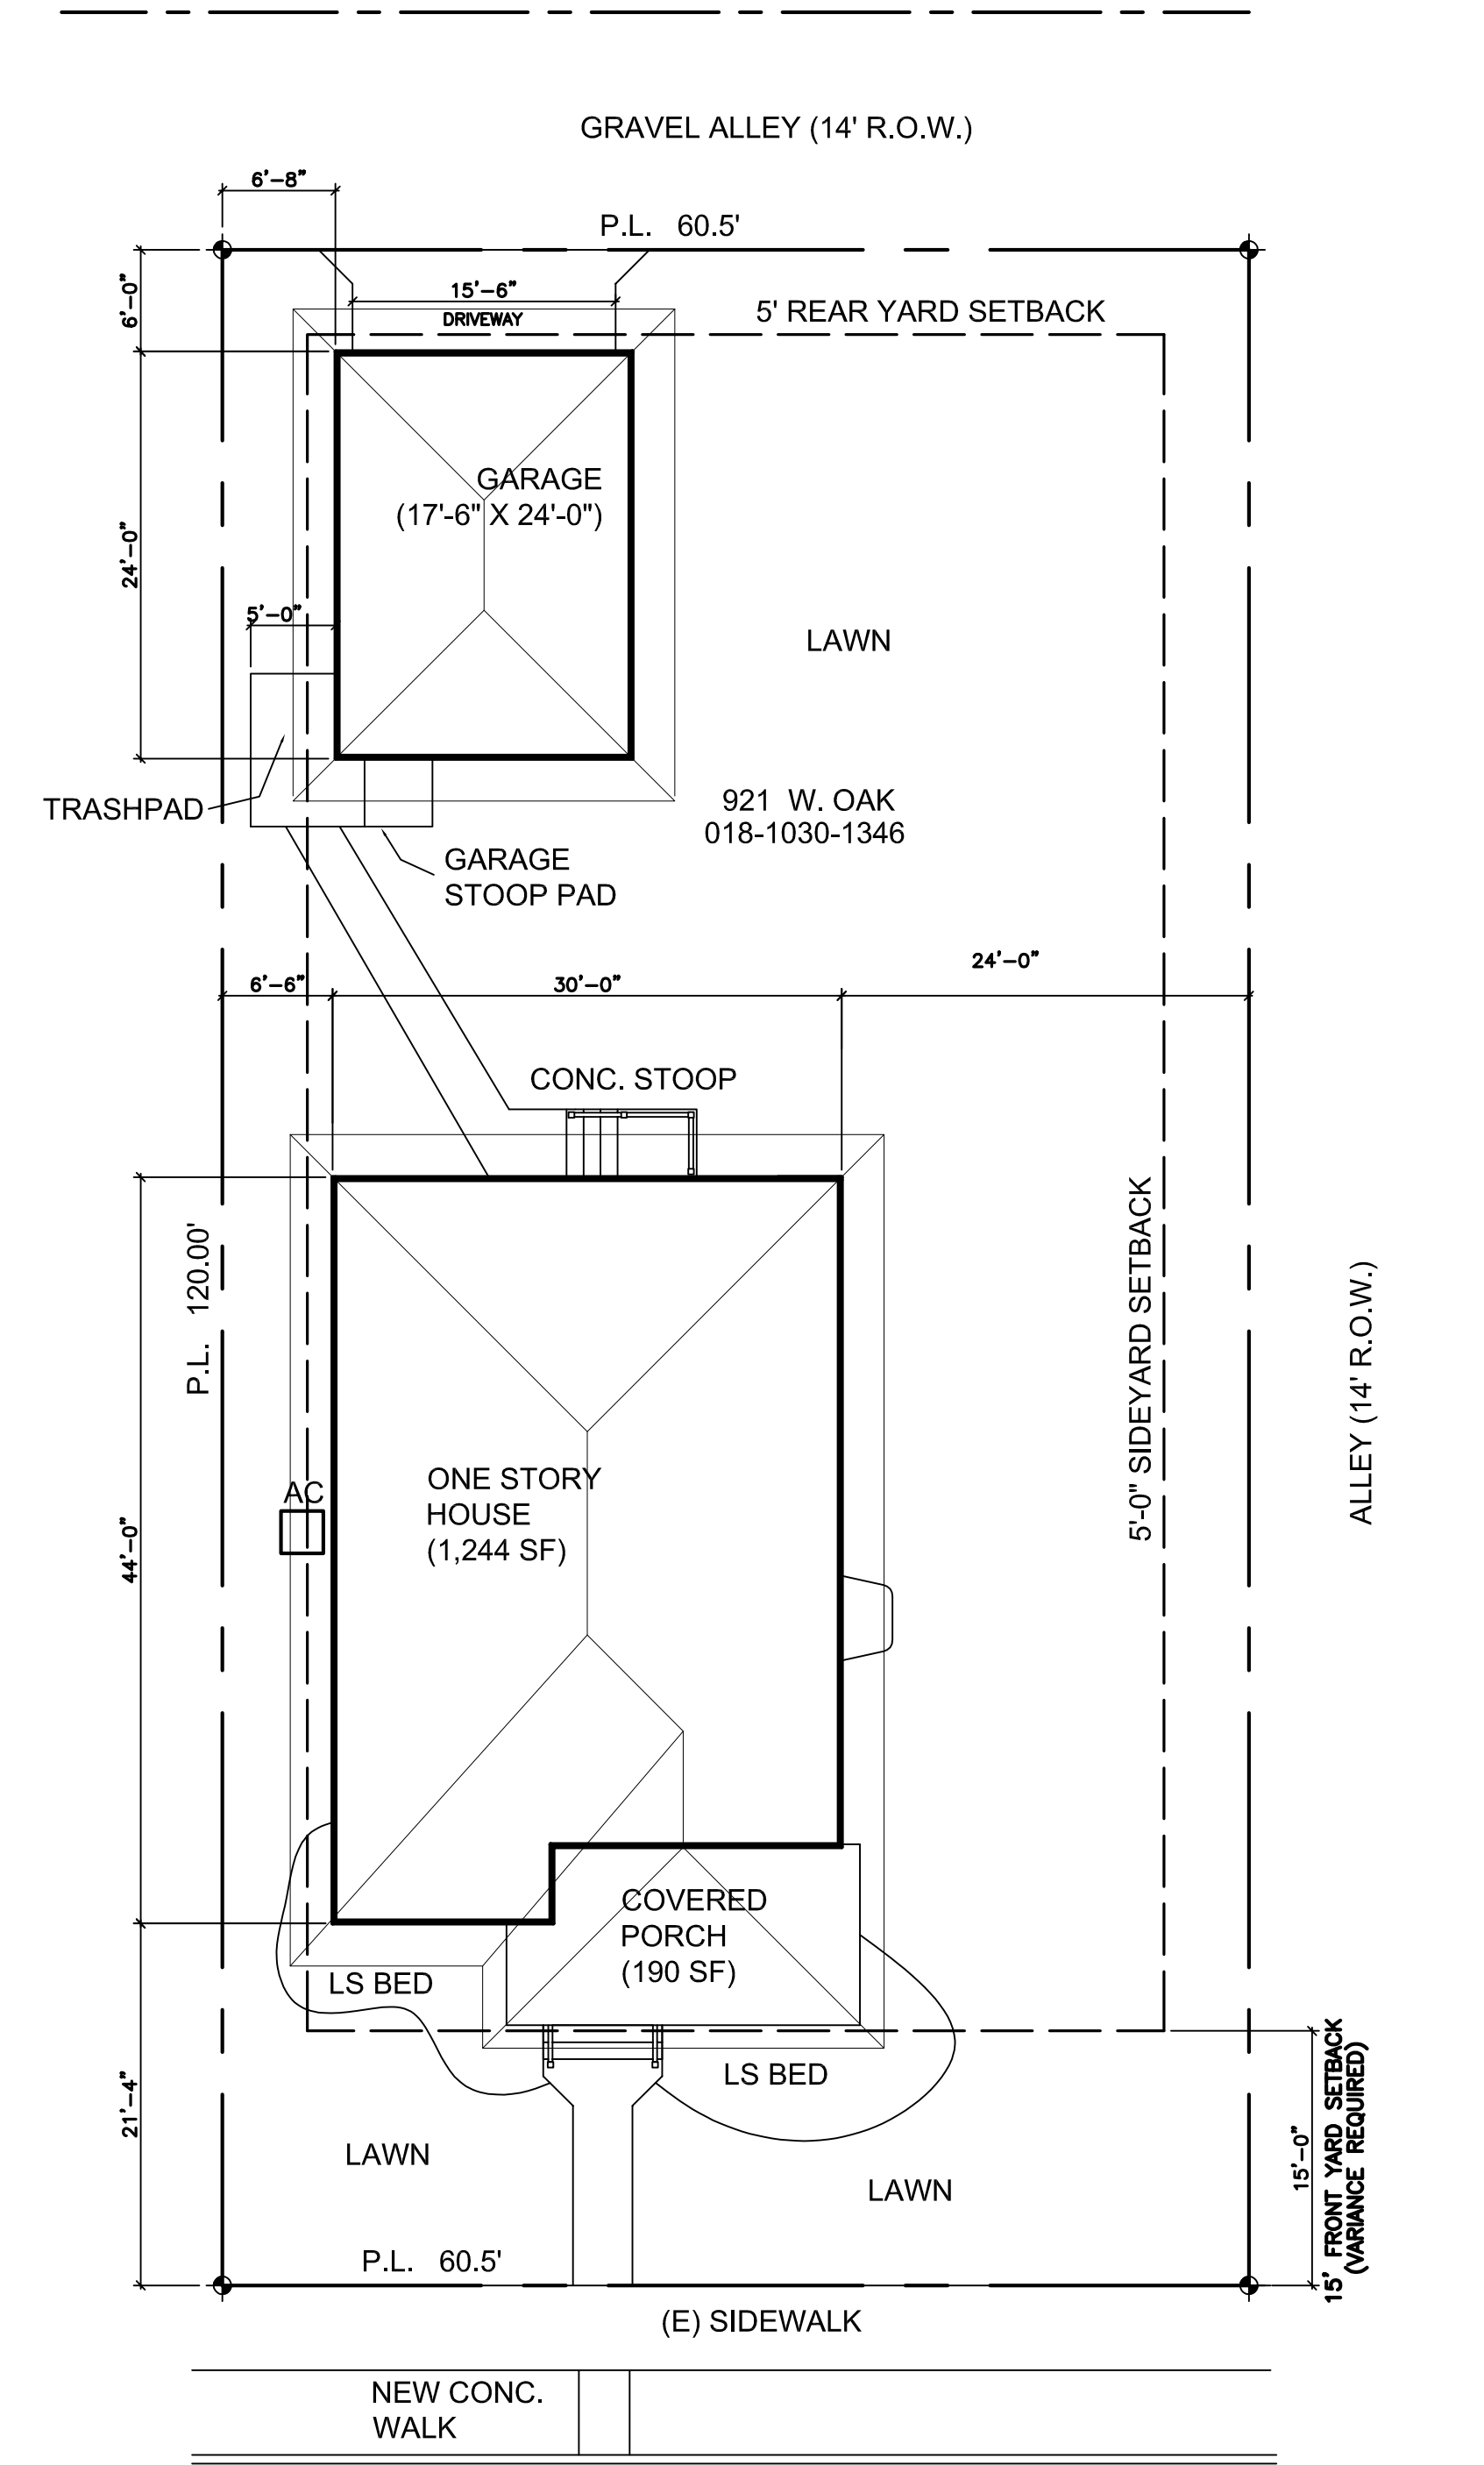 GRAVEL ALLEY (14' R.O.W.)
6'-8"
P.L. 60.5'
6'-0"
15'-6"
DRIVEWAY
5' REAR YARD SETBACK
GARAGE
(17'-6" X 24'-0")
24'-0"
5'-0"
LAWN
TRASHPAD
921 W. OAK
018-1030-1346
GARAGE
STOOP PAD
6'-6"
30'-0"
24'-0"
CONC. STOOP
P.L. 120.00'
5'-0" SIDEYARD SETBACK
ALLEY (14' R.O.W.)
AC
ONE STORY
HOUSE
(1,244 SF)
44'-0"
COVERED
PORCH
(190 SF)
LS BED
LS BED
21'-4"
LAWN
LAWN
15'-0"
15' FRONT YARD SETBACK
(VARIANCE REQUIRED)
P.L. 60.5'
(E) SIDEWALK
NEW CONC.
WALK